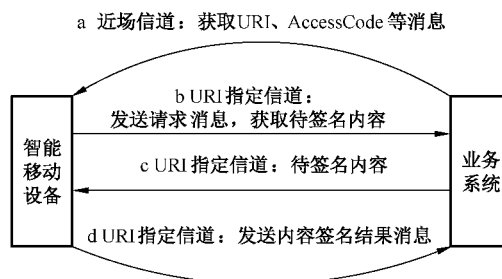 a 近场信道：获取URI、AccessCode 等消息
b URI 指定信道：
发送请求消息，获取待签名内容
智能
移动
设备
业务
系统
c URI 指定信道：待签名内容
d URI 指定信道：发送内容签名结果消息